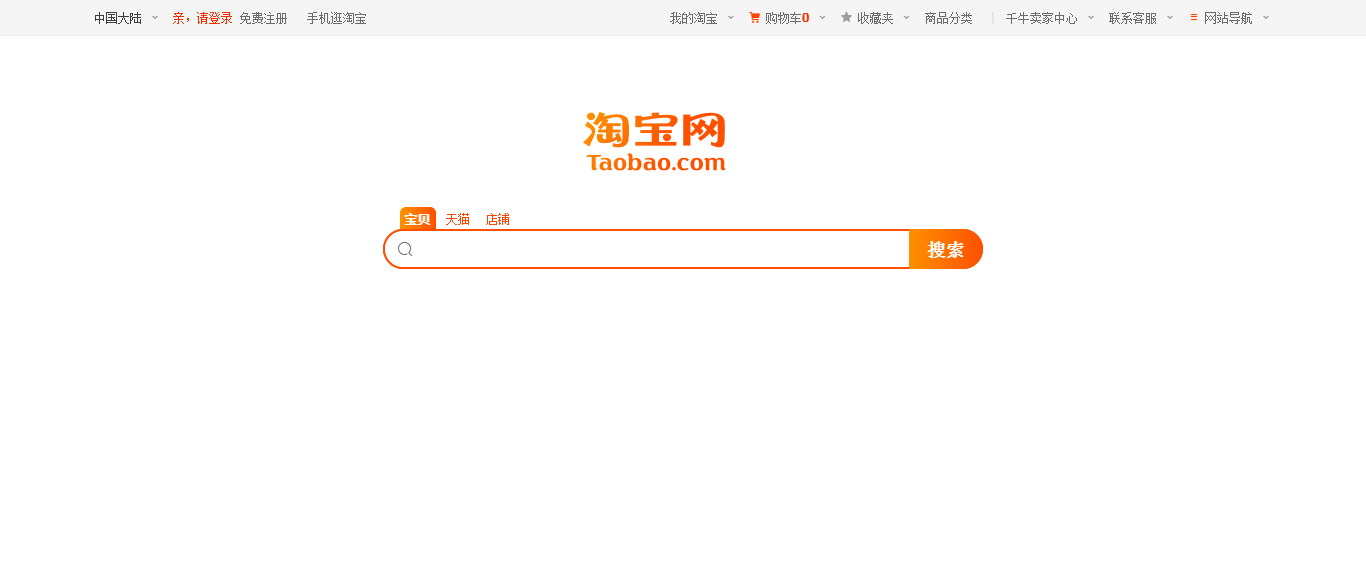 中国大陆 亲，请登录 免费注册 手机逛淘宝 我的淘宝 购物车0 收藏夹 商品分类 | 千牛卖家中心 联系客服 网站导航
淘宝网
Taobao.com
宝贝 天猫 店铺
搜索